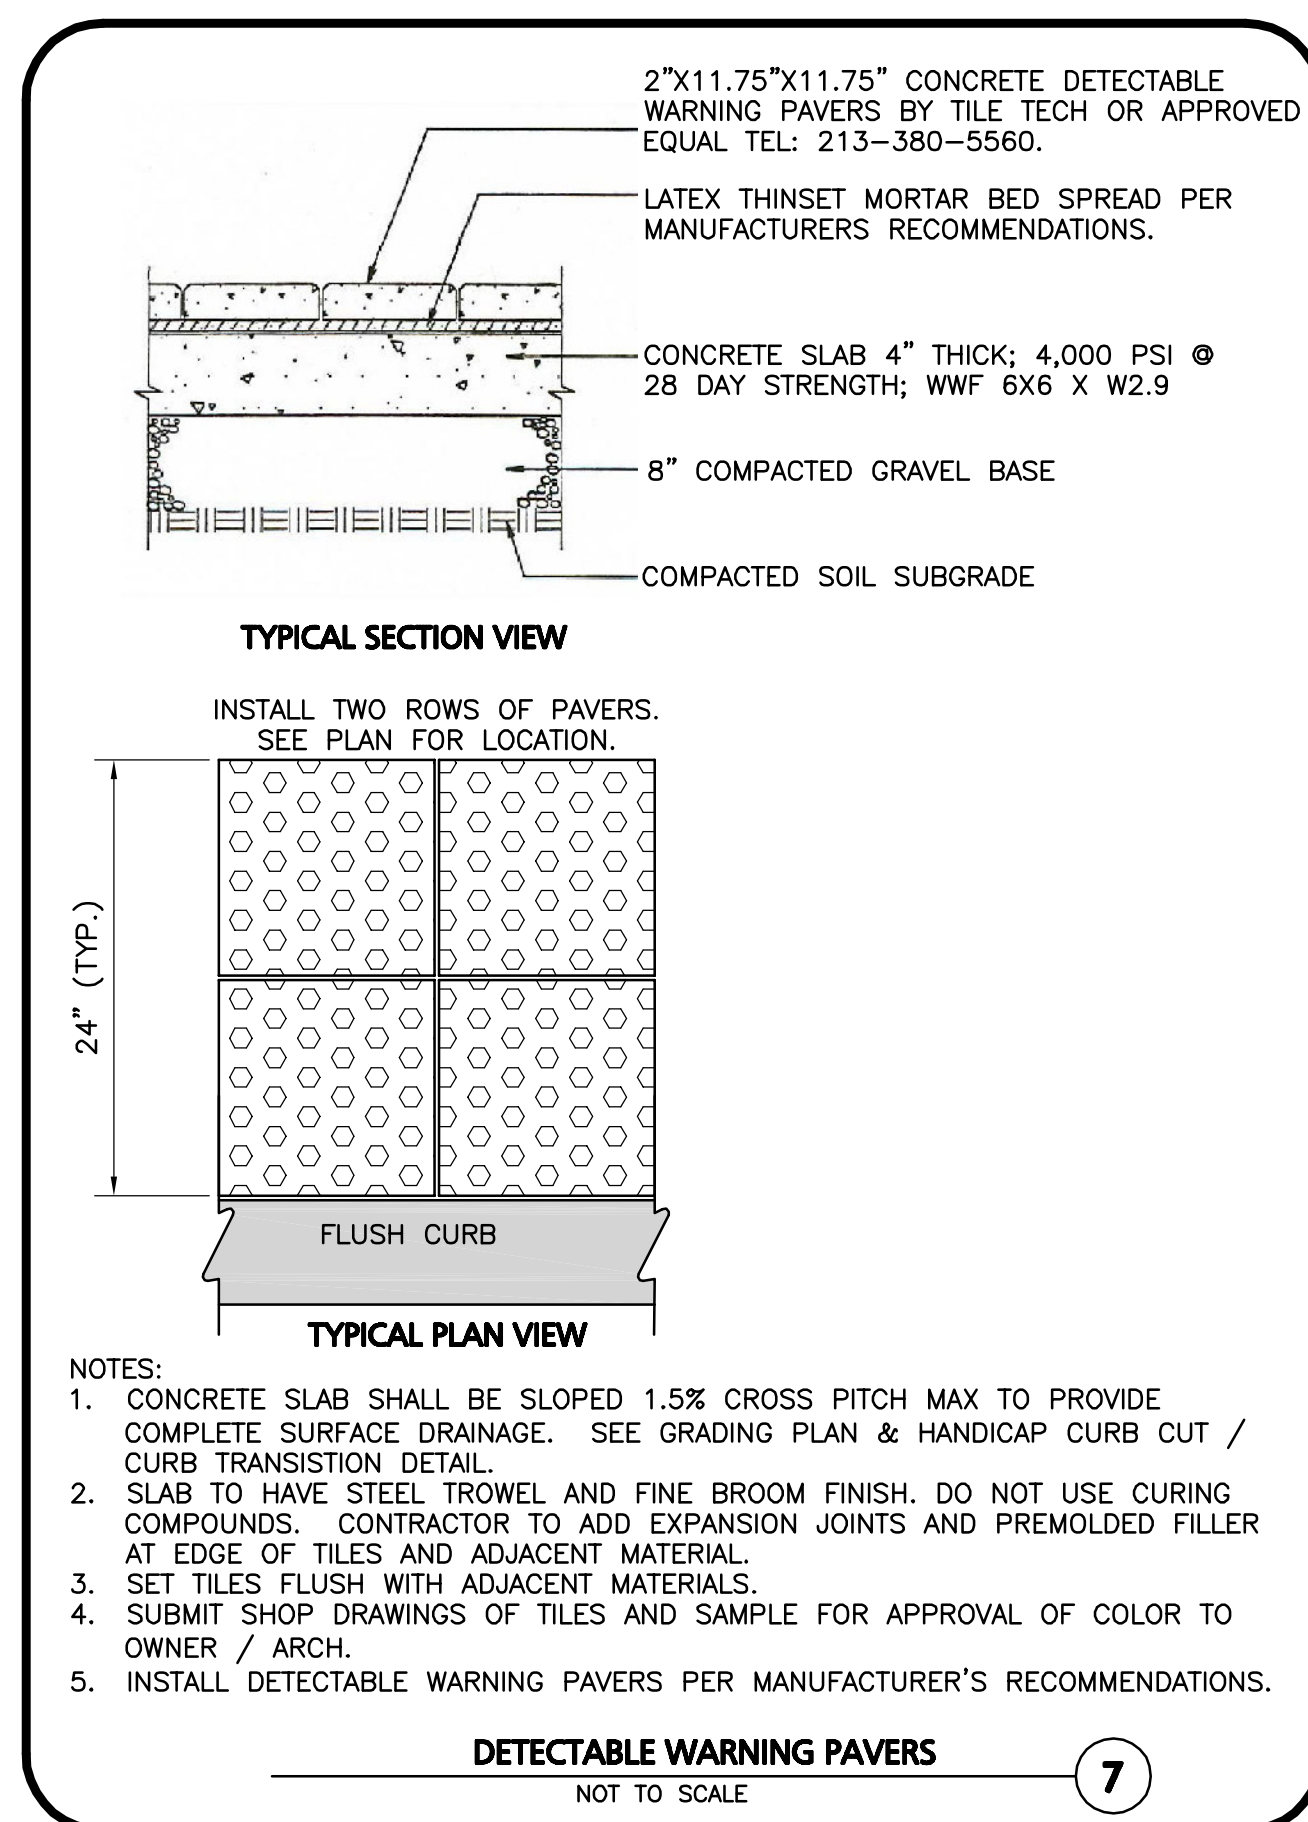 2”X11.75”X11.75” CONCRETE DETECTABLE
WARNING PAVERS BY TILE TECH OR APPROVED
EQUAL TEL: 213–380–5560.
LATEX THINSET MORTAR BED SPREAD PER
MANUFACTURERS RECOMMENDATIONS.
CONCRETE SLAB 4” THICK; 4,000 PSI @
28 DAY STRENGTH; WWF 6X6 X W2.9
8” COMPACTED GRAVEL BASE
COMPACTED SOIL SUBGRADE
TYPICAL SECTION VIEW
INSTALL TWO ROWS OF PAVERS.
SEE PLAN FOR LOCATION.
24” (TYP.)
FLUSH CURB
TYPICAL PLAN VIEW
NOTES:
1. CONCRETE SLAB SHALL BE SLOPED 1.5% CROSS PITCH MAX TO PROVIDE
COMPLETE SURFACE DRAINAGE. SEE GRADING PLAN & HANDICAP CURB CUT /
CURB TRANSISTION DETAIL.
2. SLAB TO HAVE STEEL TROWEL AND FINE BROOM FINISH. DO NOT USE CURING
COMPOUNDS. CONTRACTOR TO ADD EXPANSION JOINTS AND PREMOLDED FILLER
AT EDGE OF TILES AND ADJACENT MATERIAL.
3. SET TILES FLUSH WITH ADJACENT MATERIALS.
4. SUBMIT SHOP DRAWINGS OF TILES AND SAMPLE FOR APPROVAL OF COLOR TO
OWNER / ARCH.
5. INSTALL DETECTABLE WARNING PAVERS PER MANUFACTURER'S RECOMMENDATIONS.
DETECTABLE WARNING PAVERS
7
NOT TO SCALE